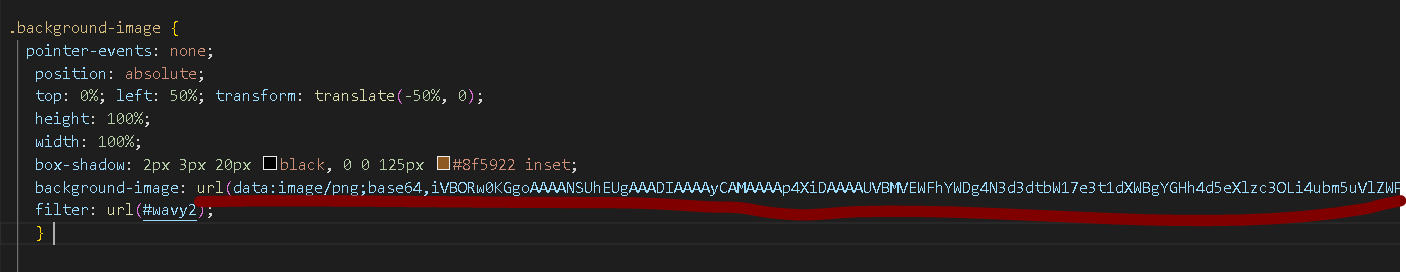 .background-image {
pointer-events: none;
position: absolute;
top: 0%; left: 50%; transform: translate(-50%, 0);
height: 100%;
width: 100%;
box-shadow: 2px 3px 20px black, 0 0 125px #8f5922 inset;
background-image: url(data:image/png;base64,iVBORw0KGgoAAAANSUhEUgAAADIAAAAyCAMAAAAp4XiDAAAAUVBMVEWFhYWDg4N3d3dtbW17e3t1dXWBgYGHh4d5eXlzc3OLi4ubm5uVlZWP
filter: url(#wavy2);
}